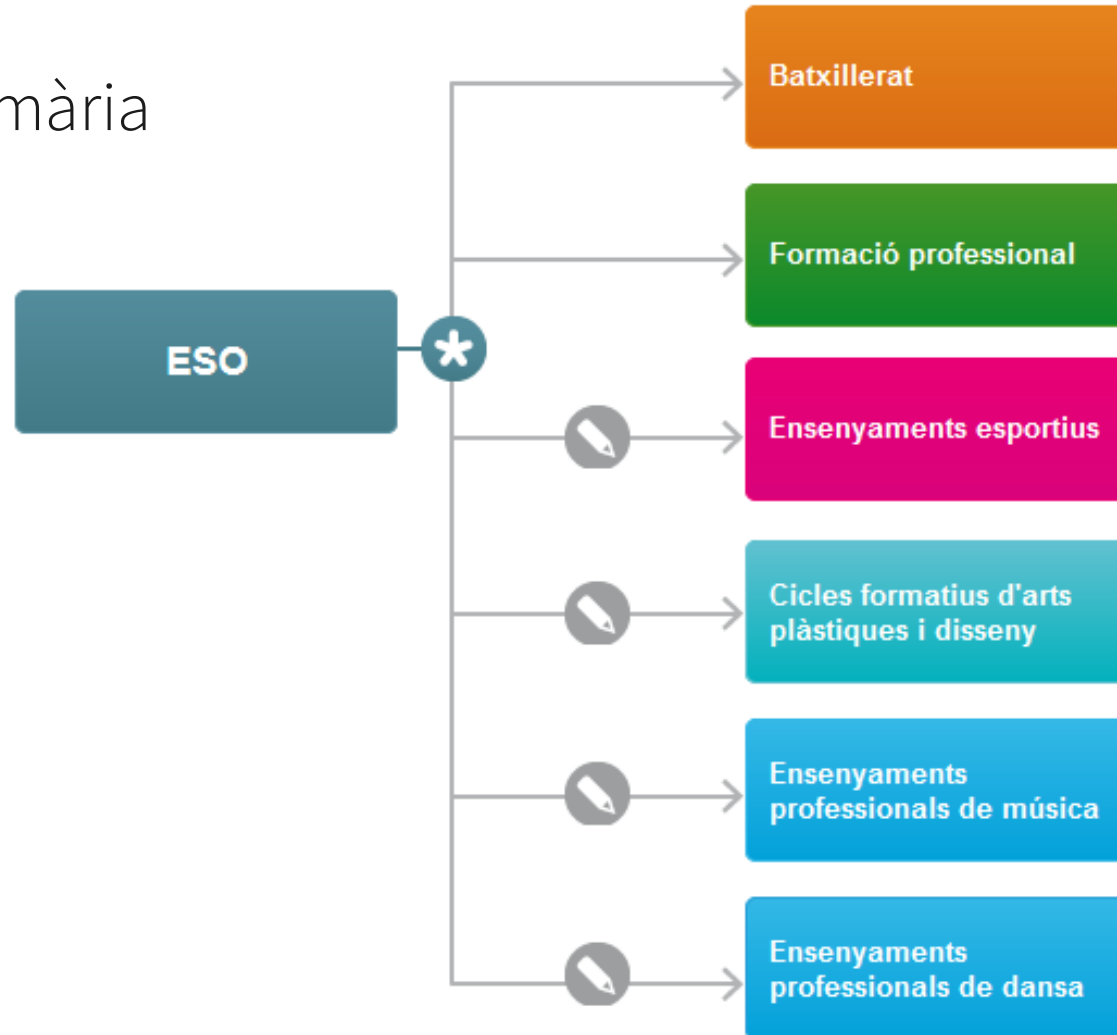 mària
Batxillerat
Formació professional
ESO
Ensenyaments esportius
Cicles formatius d'arts
plàstiques i disseny
Ensenyaments
professionals de música
Ensenyaments
professionals de dansa